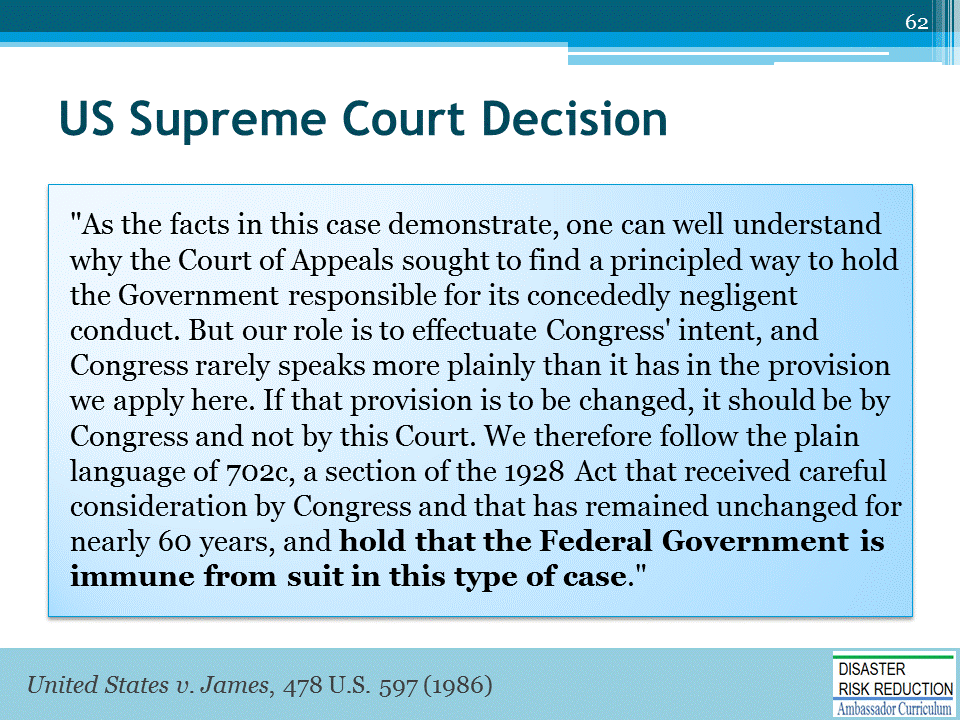 62
US Supreme Court Decision
"As the facts in this case demonstrate, one can well understand
why the Court of Appeals sought to find a principled way to hold
the Government responsible for its concededly negligent
conduct. But our role is to effectuate Congress' intent, and
Congress rarely speaks more plainly than it has in the provision
we apply here. If that provision is to be changed, it should be by
Congress and not by this Court. We therefore follow the plain
language of 702c, a section of the 1928 Act that received careful
consideration by Congress and that has remained unchanged for
nearly 60 years, and hold that the Federal Government is
immune from suit in this type of case."
United States v. James, 478 U.S. 597 (1986)
DISASTER
RISK REDUCTION
Ambassador Curriculum